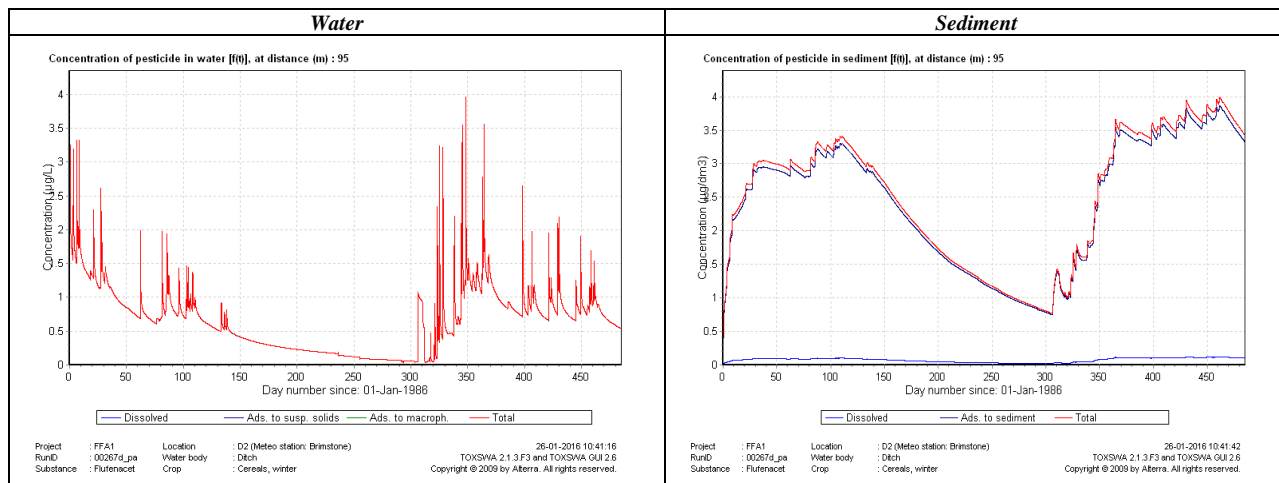 Water
Sediment
Concentration of pesticide in water [f(t)], at distance (m) : 95
Concentration (µg/L)
4
3.5
3
2.5
2
1.5
1
0.5
0
0 50 100 150 200 250 300 350 400 450
Day number since: 01-Jan-1986
Dissolved Ads. to susp. solids Ads. to macroph. Total
Project : FFA1 Location : D2 (Meteo station: Brimstone) 26-01-2016 10:41:16
RunID : 00267d_pa Water body : Ditch TOXSWA 2.1.3.F3 and TOXSWA GUI 2.6
Substance : Flufenacet Crop : Cereals, winter Copyright © 2009 by Alterra. All rights reserved.
Concentration of pesticide in sediment [f(t)], at distance (m) : 95
Concentration (µg/dm3)
4
3.5
3
2.5
2
1.5
1
0.5
0
0 50 100 150 200 250 300 350 400 450
Day number since: 01-Jan-1986
Dissolved Ads. to sediment Total
Project : FFA1 Location : D2 (Meteo station: Brimstone) 26-01-2016 10:41:42
RunID : 00267d_pa Water body : Ditch TOXSWA 2.1.3.F3 and TOXSWA GUI 2.6
Substance : Flufenacet Crop : Cereals, winter Copyright © 2009 by Alterra. All rights reserved.